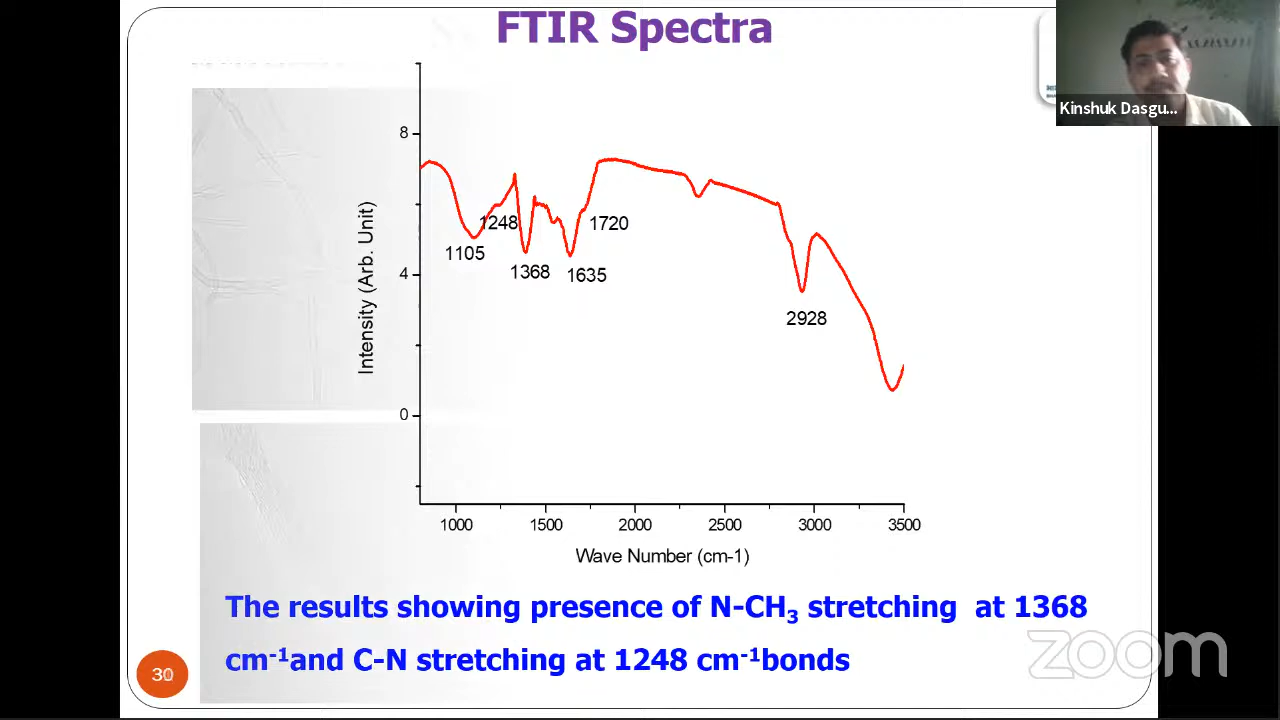 FTIR Spectra
Kinshuk Dasgu...
8
4
0
Intensity (Arb. Unit)
1248
1720
1105
1368
1635
2928
1000 1500 2000 2500 3000 3500
Wave Number (cm-1)
The results showing presence of N-CH₃ stretching at 1368
cm⁻¹and C-N stretching at 1248 cm⁻¹bonds
zoom